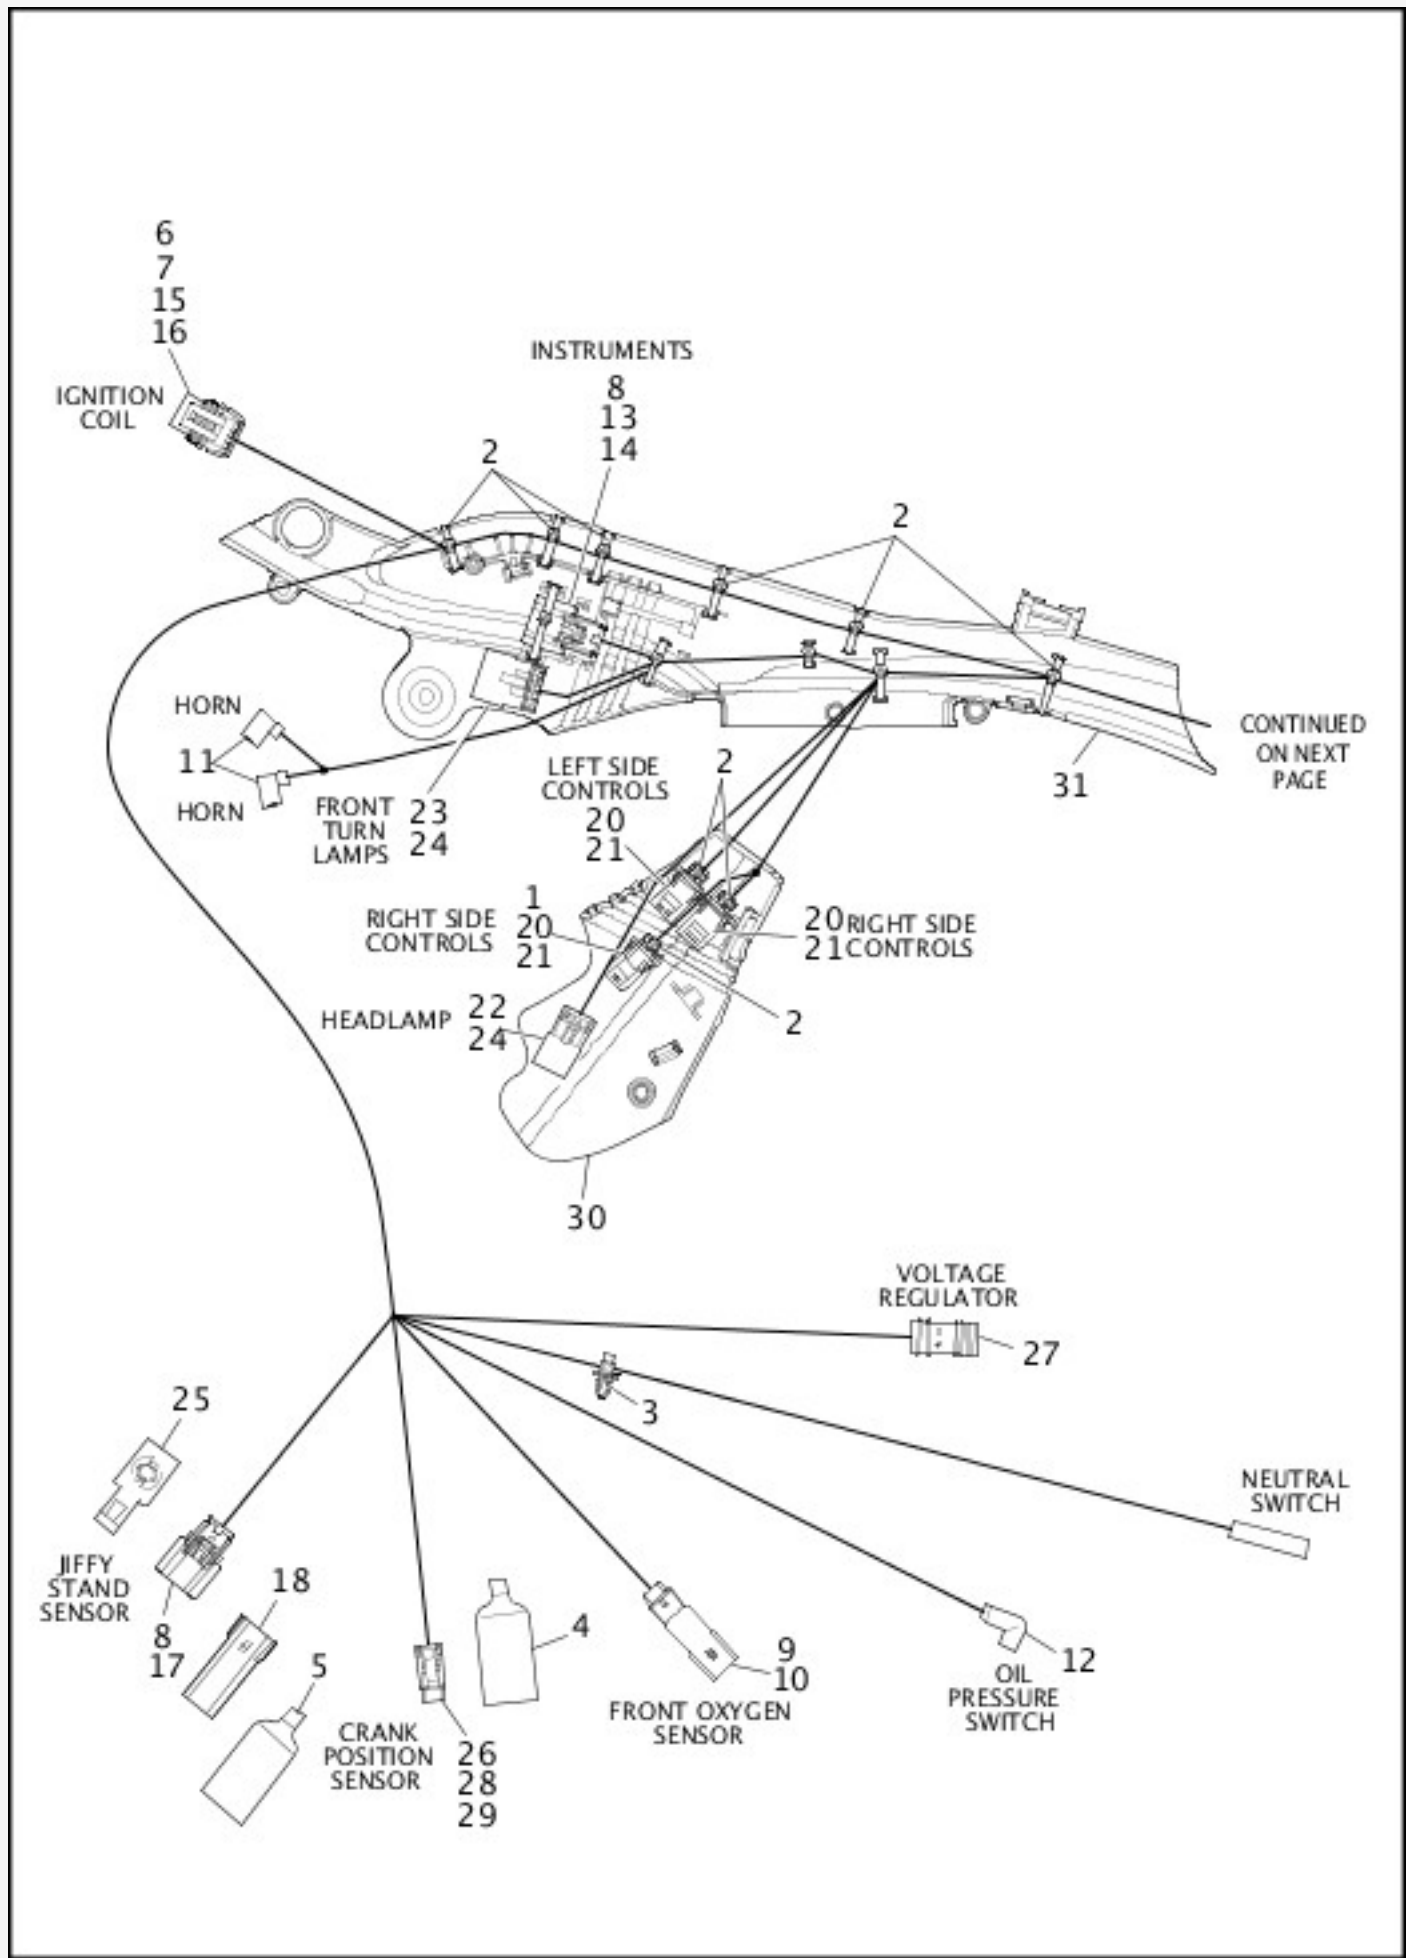 6
7
15
16
IGNITION
COIL
INSTRUMENTS
8
13
14
2
2
HORN
11
HORN
FRONT
TURN
LAMPS
23
24
LEFT SIDE
CONTROLS
20
21
2
31
CONTINUED
ON NEXT
PAGE
RIGHT SIDE
CONTROLS
1
20
21
20
21
RIGHT SIDE
CONTROLS
HEADLAMP
22
24
2
30
VOLTAGE
REGULATOR
27
3
25
NEUTRAL
SWITCH
JIFFY
STAND
SENSOR
8
17
18
5
4
CRANK
POSITION
SENSOR
26
28
29
9
10
FRONT OXYGEN
SENSOR
12
OIL
PRESSURE
SWITCH